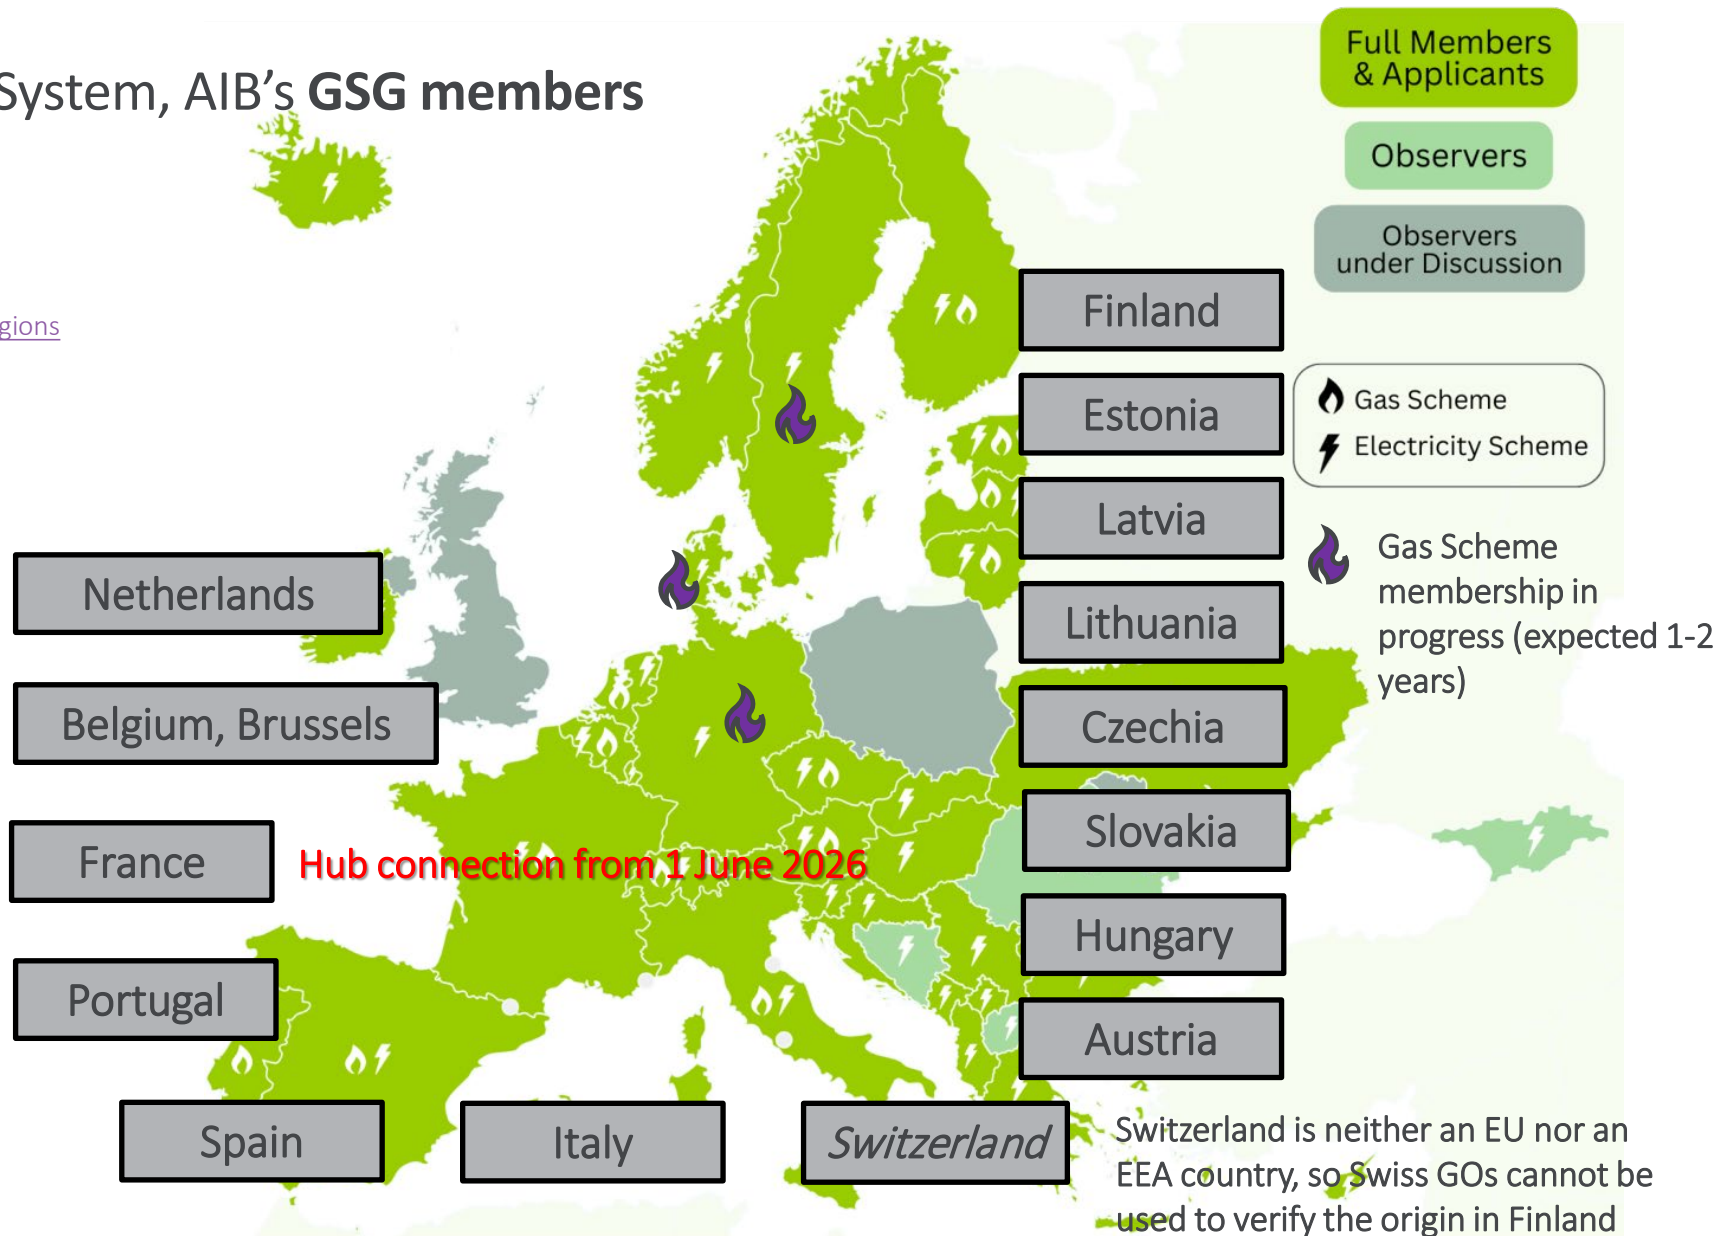 System, AIB's GSG members
gions
Full Members
& Applicants
Observers
Observers
under Discussion
Gas Scheme
Electricity Scheme
Gas Scheme
membership in
progress (expected 1-2
years)
Finland
Estonia
Latvia
Lithuania
Czechia
Slovakia
Hungary
Austria
Netherlands
Belgium, Brussels
France
Hub connection from 1 June 2026
Portugal
Spain
Italy
Switzerland
Switzerland is neither an EU nor an
EEA country, so Swiss GOs cannot be
used to verify the origin in Finland